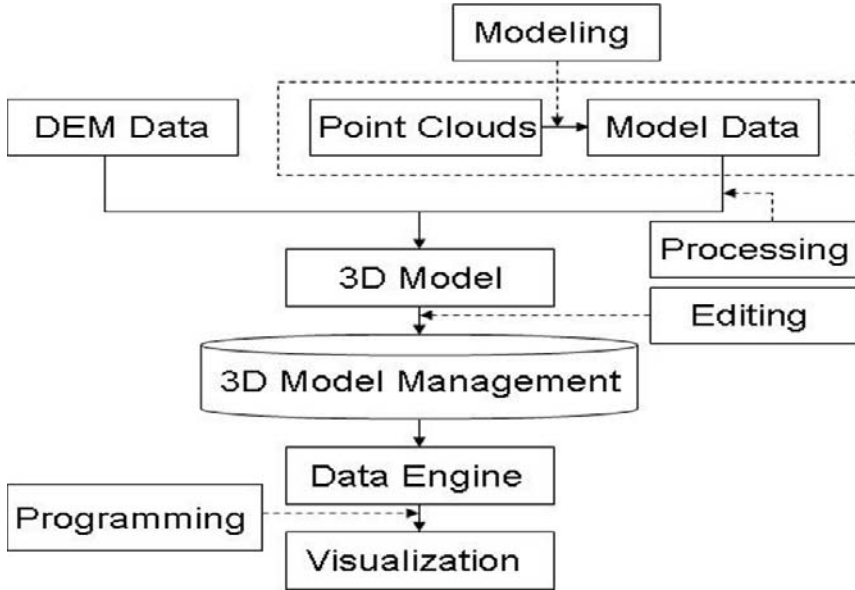 Modeling
DEM Data
Point Clouds
Model Data
Processing
3D Model
Editing
3D Model Management
Data Engine
Programming
Visualization